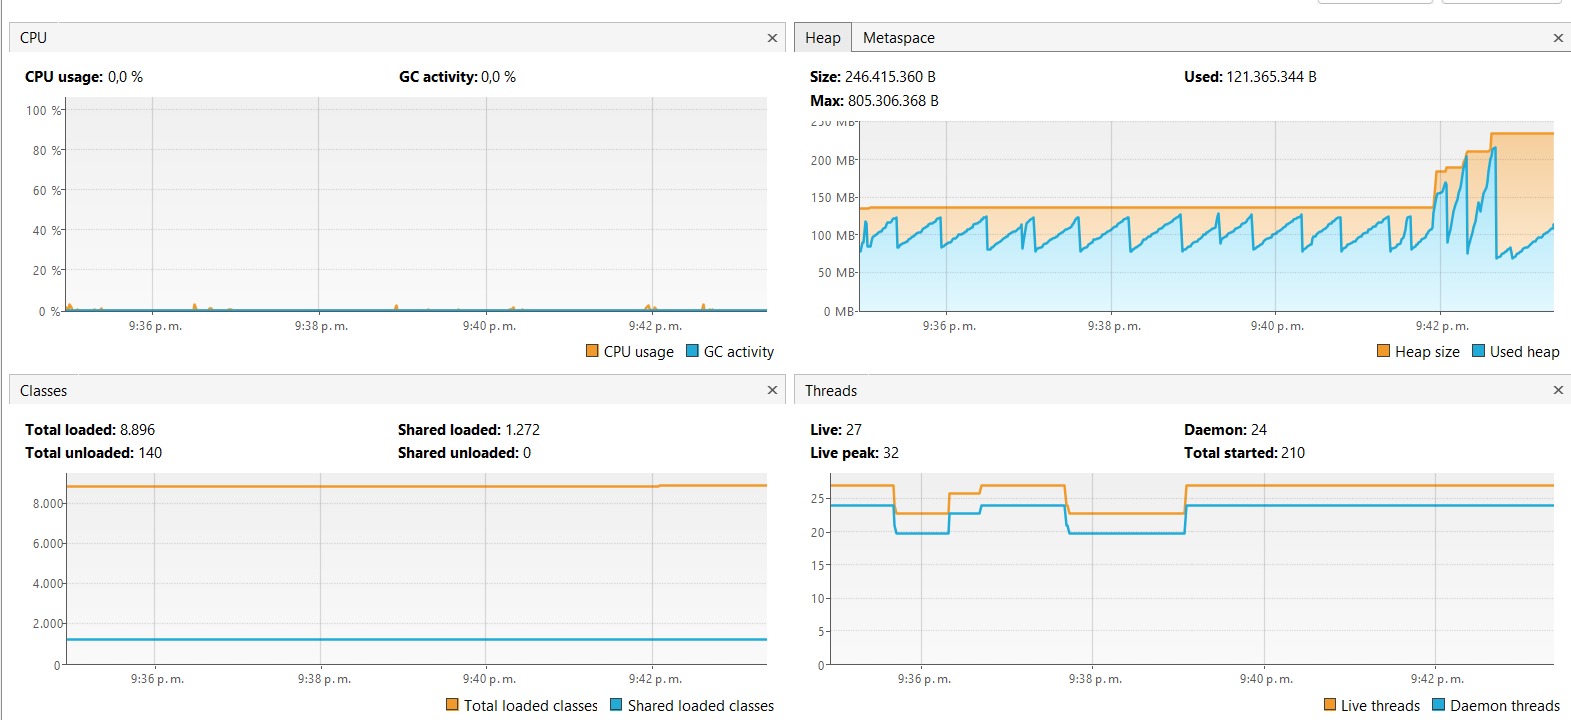 CPU ×
CPU usage: 0,0 % GC activity: 0,0 %
100 %
80 %
60 %
40 %
20 %
0 %
9:36 p. m. 9:38 p. m. 9:40 p. m. 9:42 p. m.
CPU usage GC activity
Heap Metaspace ×
Size: 246.415.360 B Used: 121.365.344 B
Max: 805.306.368 B
250 MB
200 MB
150 MB
100 MB
50 MB
0 MB
9:36 p. m. 9:38 p. m. 9:40 p. m. 9:42 p. m.
Heap size Used heap
Classes ×
Total loaded: 8.896 Shared loaded: 1.272
Total unloaded: 140 Shared unloaded: 0
8.000
6.000
4.000
2.000
0
9:36 p. m. 9:38 p. m. 9:40 p. m. 9:42 p. m.
Total loaded classes Shared loaded classes
Threads ×
Live: 27 Daemon: 24
Live peak: 32 Total started: 210
25
20
15
10
5
0
9:36 p. m. 9:38 p. m. 9:40 p. m. 9:42 p. m.
Live threads Daemon threads